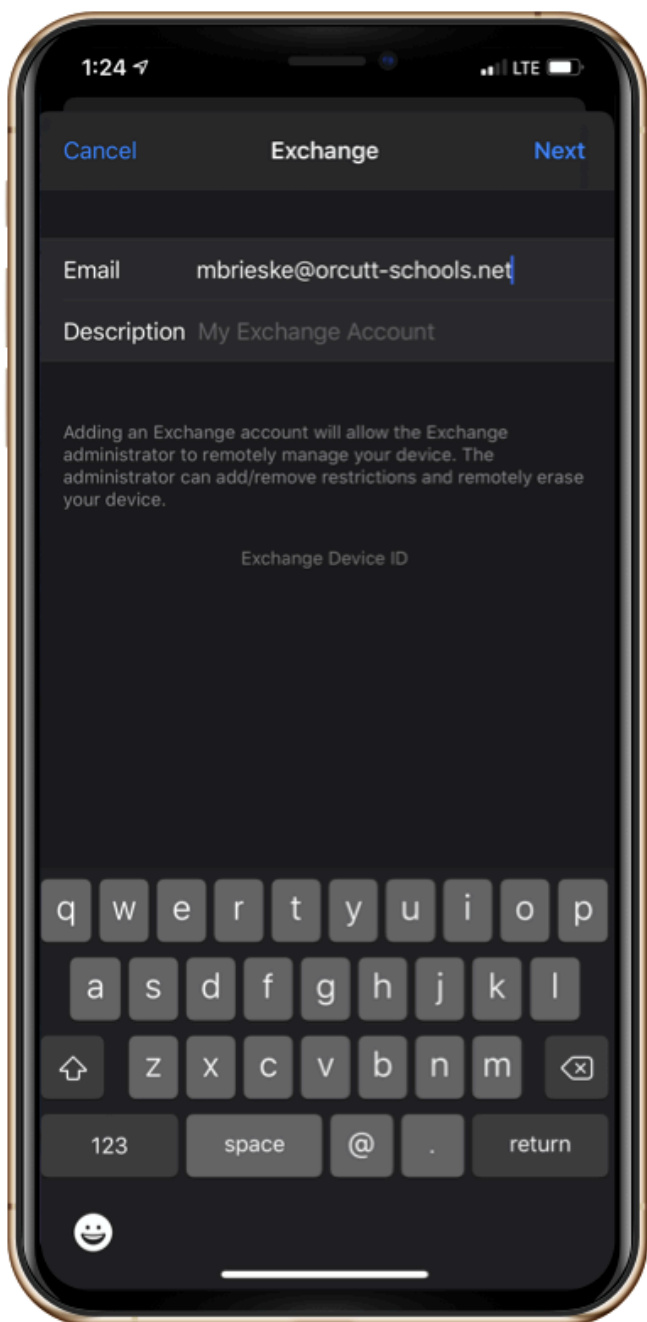 1:24 LTE
Cancel Exchange Next
Email mbrieske@orcutt-schools.net
Description My Exchange Account
Adding an Exchange account will allow the Exchange
administrator to remotely manage your device. The
administrator can add/remove restrictions and remotely erase
your device.
Exchange Device ID
q w e r t y u i o p
a s d f g h j k l
z x c v b n m
123 space @ . return